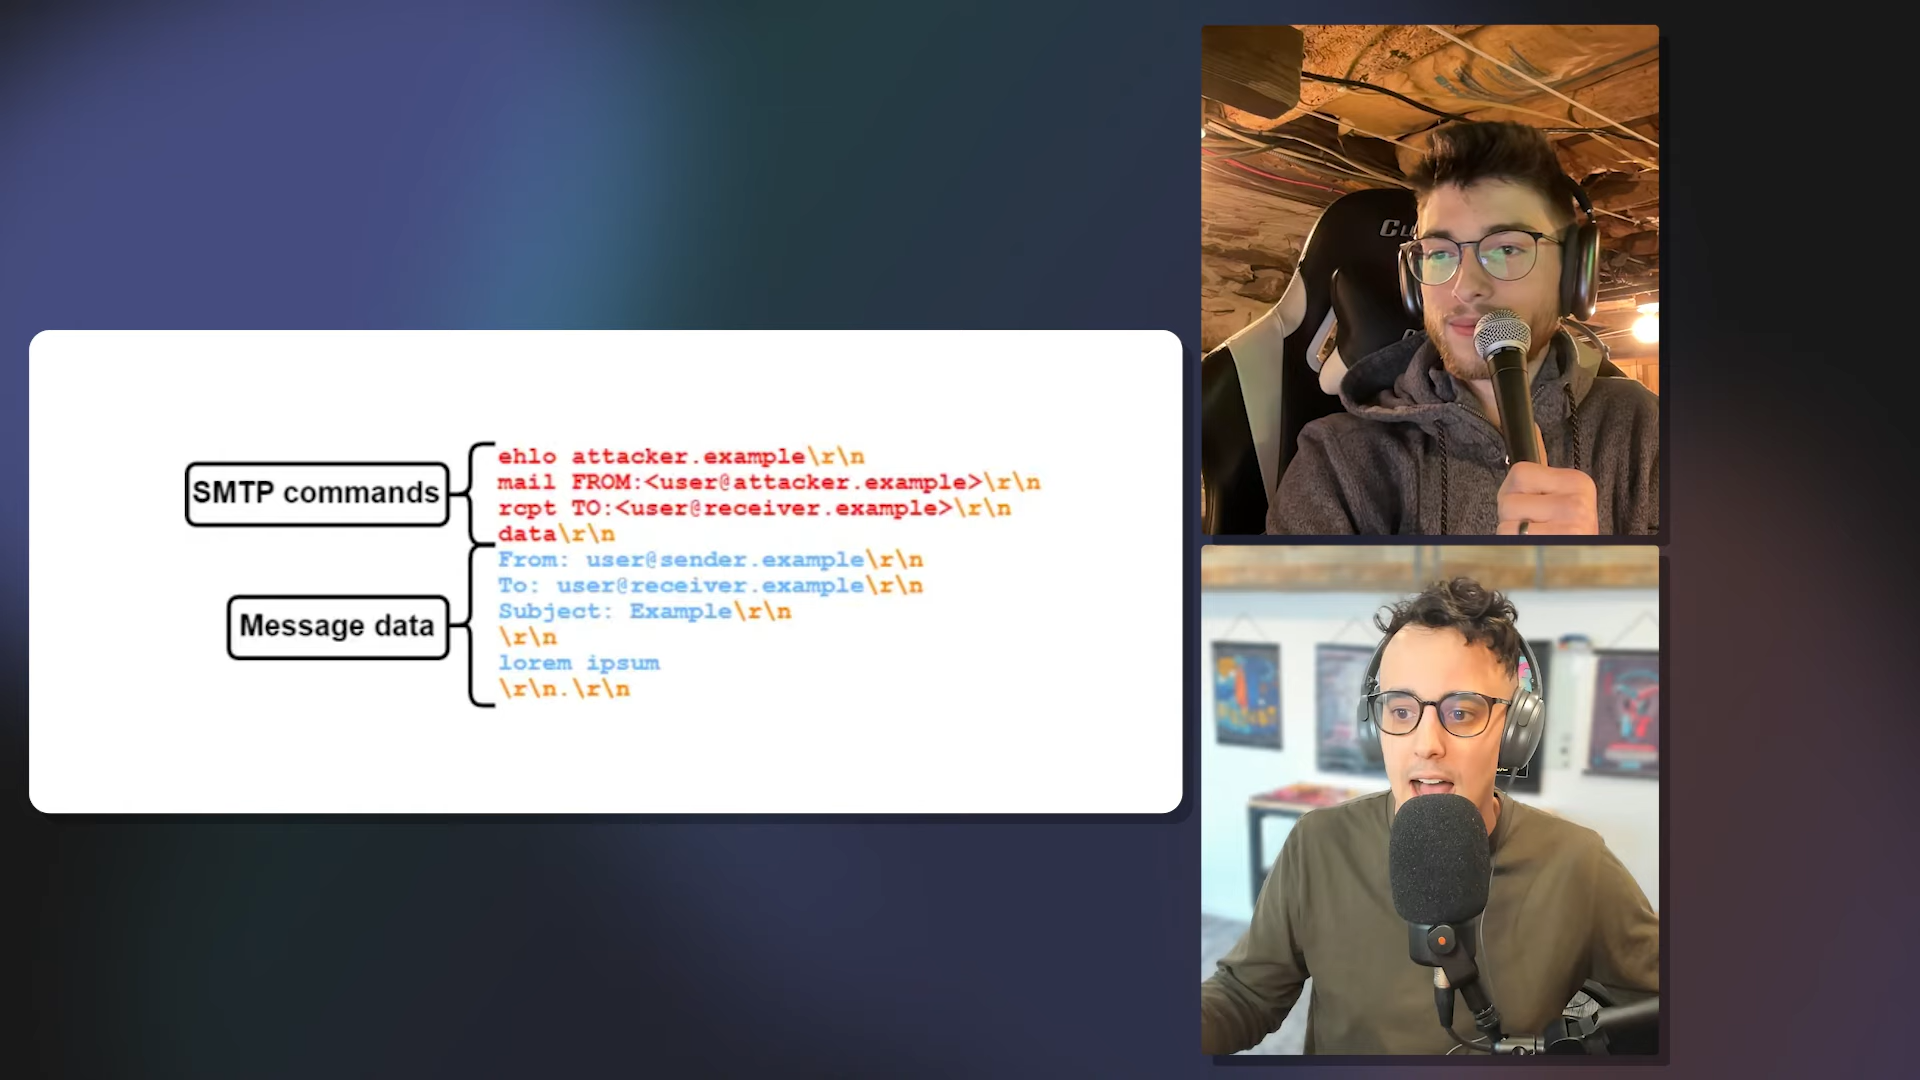 SMTP commands
ehlo attacker.example\r\n
mail FROM:<user@attacker.example>\r\n
rcpt TO:<user@receiver.example>\r\n
data\r\n
Message data
From: user@sender.example\r\n
To: user@receiver.example\r\n
Subject: Example\r\n
\r\n
lorem ipsum
\r\n.\r\n